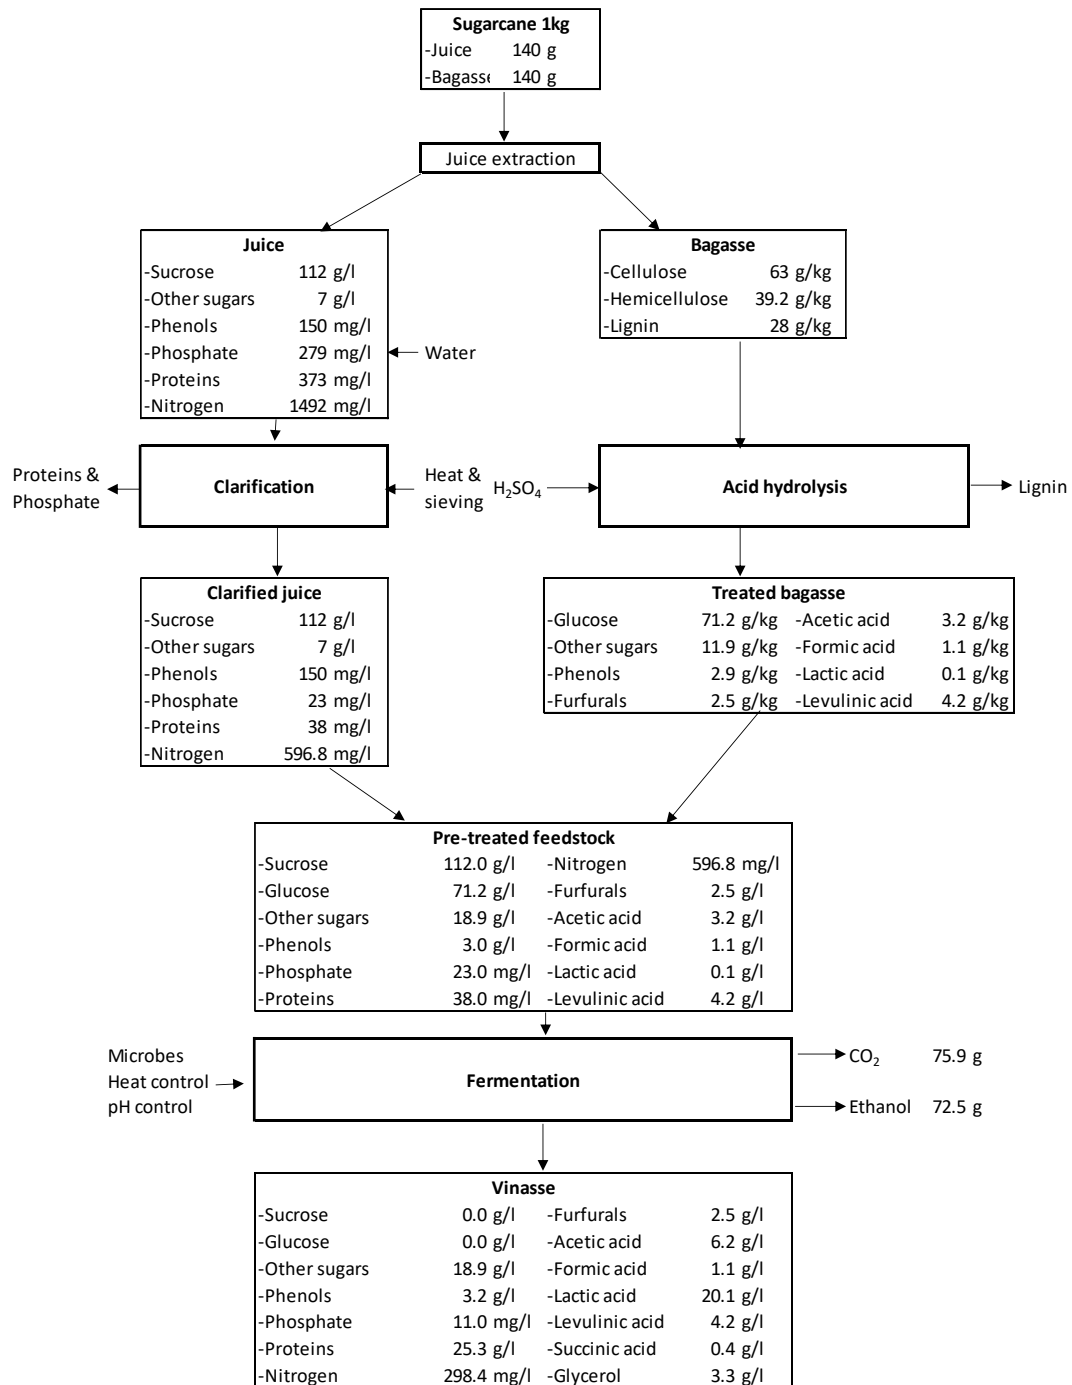 Sugarcane 1kg
-Juice 140 g
-Bagasse 140 g
Juice extraction
Juice
-Sucrose 112 g/l
-Other sugars 7 g/l
-Phenols 150 mg/l
-Phosphate 279 mg/l
-Proteins 373 mg/l
-Nitrogen 1492 mg/l
Water
Bagasse
-Cellulose 63 g/kg
-Hemicellulose 39.2 g/kg
-Lignin 28 g/kg
Proteins &
Phosphate
Clarification
Heat &
sieving
H2SO4
Acid hydrolysis
Lignin
Clarified juice
-Sucrose 112 g/l
-Other sugars 7 g/l
-Phenols 150 mg/l
-Phosphate 23 mg/l
-Proteins 38 mg/l
-Nitrogen 596.8 mg/l
Treated bagasse
-Glucose 71.2 g/kg -Acetic acid 3.2 g/kg
-Other sugars 11.9 g/kg -Formic acid 1.1 g/kg
-Phenols 2.9 g/kg -Lactic acid 0.1 g/kg
-Furfurals 2.5 g/kg -Levulinic acid 4.2 g/kg
Pre-treated feedstock
-Sucrose 112.0 g/l -Nitrogen 596.8 mg/l
-Glucose 71.2 g/l -Furfurals 2.5 g/l
-Other sugars 18.9 g/l -Acetic acid 3.2 g/l
-Phenols 3.0 g/l -Formic acid 1.1 g/l
-Phosphate 23.0 mg/l -Lactic acid 0.1 g/l
-Proteins 38.0 mg/l -Levulinic acid 4.2 g/l
Microbes
Heat control
pH control
Fermentation
CO2 75.9 g
Ethanol 72.5 g
Vinasse
-Sucrose 0.0 g/l -Furfurals 2.5 g/l
-Glucose 0.0 g/l -Acetic acid 6.2 g/l
-Other sugars 18.9 g/l -Formic acid 1.1 g/l
-Phenols 3.2 g/l -Lactic acid 20.1 g/l
-Phosphate 11.0 mg/l -Levulinic acid 4.2 g/l
-Proteins 25.3 g/l -Succinic acid 0.4 g/l
-Nitrogen 298.4 mg/l -Glycerol 3.3 g/l